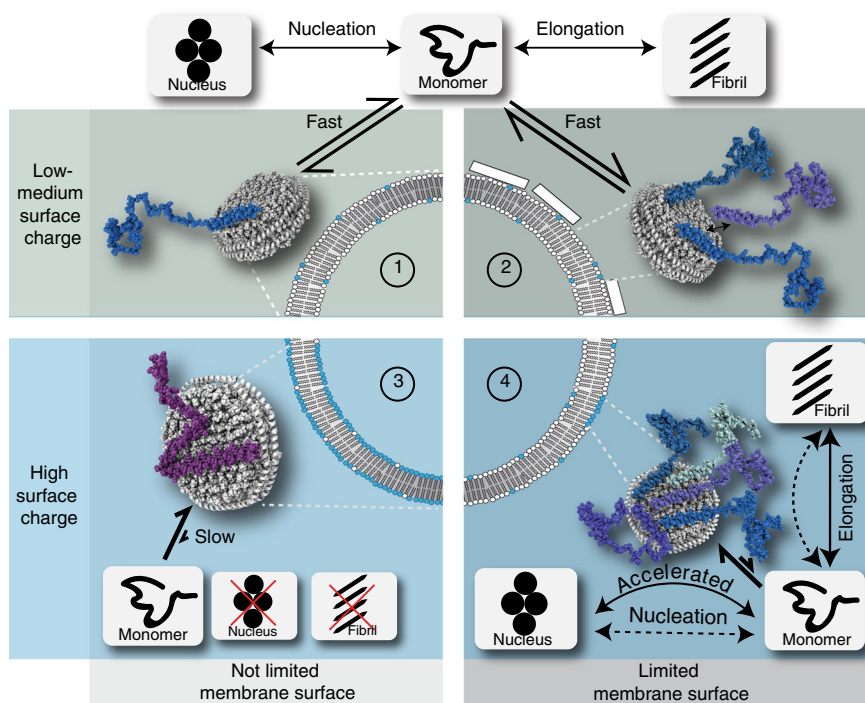 Nucleation
Elongation
Nucleus
Monomer
Fibril
Fast
Fast
Low-
medium
surface
charge
1
2
3
4
High
surface
charge
Slow
Monomer
Nucleus
Fibril
Fibril
Elongation
Accelerated
Nucleation
Nucleus
Monomer
Not limited
membrane surface
Limited
membrane surface